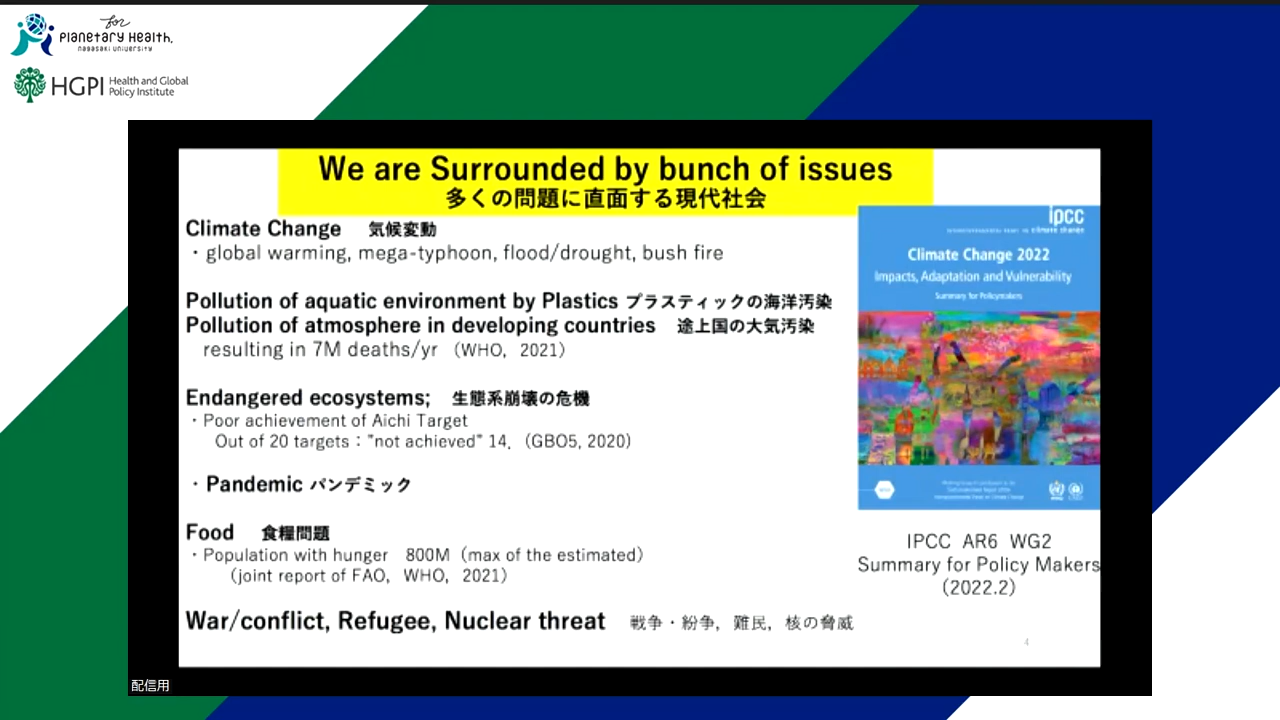 for
Planetary Health,
NAGASAKI UNIVERSITY
HGPI Health and Global
Policy Institute
We are Surrounded by bunch of issues
多くの問題に直面する現代社会
Climate Change 気候変動
・global warming, mega-typhoon, flood/drought, bush fire
Pollution of aquatic environment by Plastics プラスティックの海洋汚染
Pollution of atmosphere in developing countries 途上国の大気汚染
resulting in 7M deaths/yr （WHO, 2021）
Endangered ecosystems; 生態系崩壊の危機
・Poor achievement of Aichi Target
Out of 20 targets：”not achieved” 14. （GBO5, 2020）
・Pandemic パンデミック
Food 食糧問題
・Population with hunger 800M（max of the estimated）
（joint report of FAO, WHO, 2021）
War/conflict, Refugee, Nuclear threat 戦争・紛争, 難民, 核の脅威
ipcc
climate change
Climate Change 2022
Impacts, Adaptation and Vulnerability
Summary for Policymakers
IPCC AR6 WG2
Summary for Policy Makers
（2022.2）
4
配信用